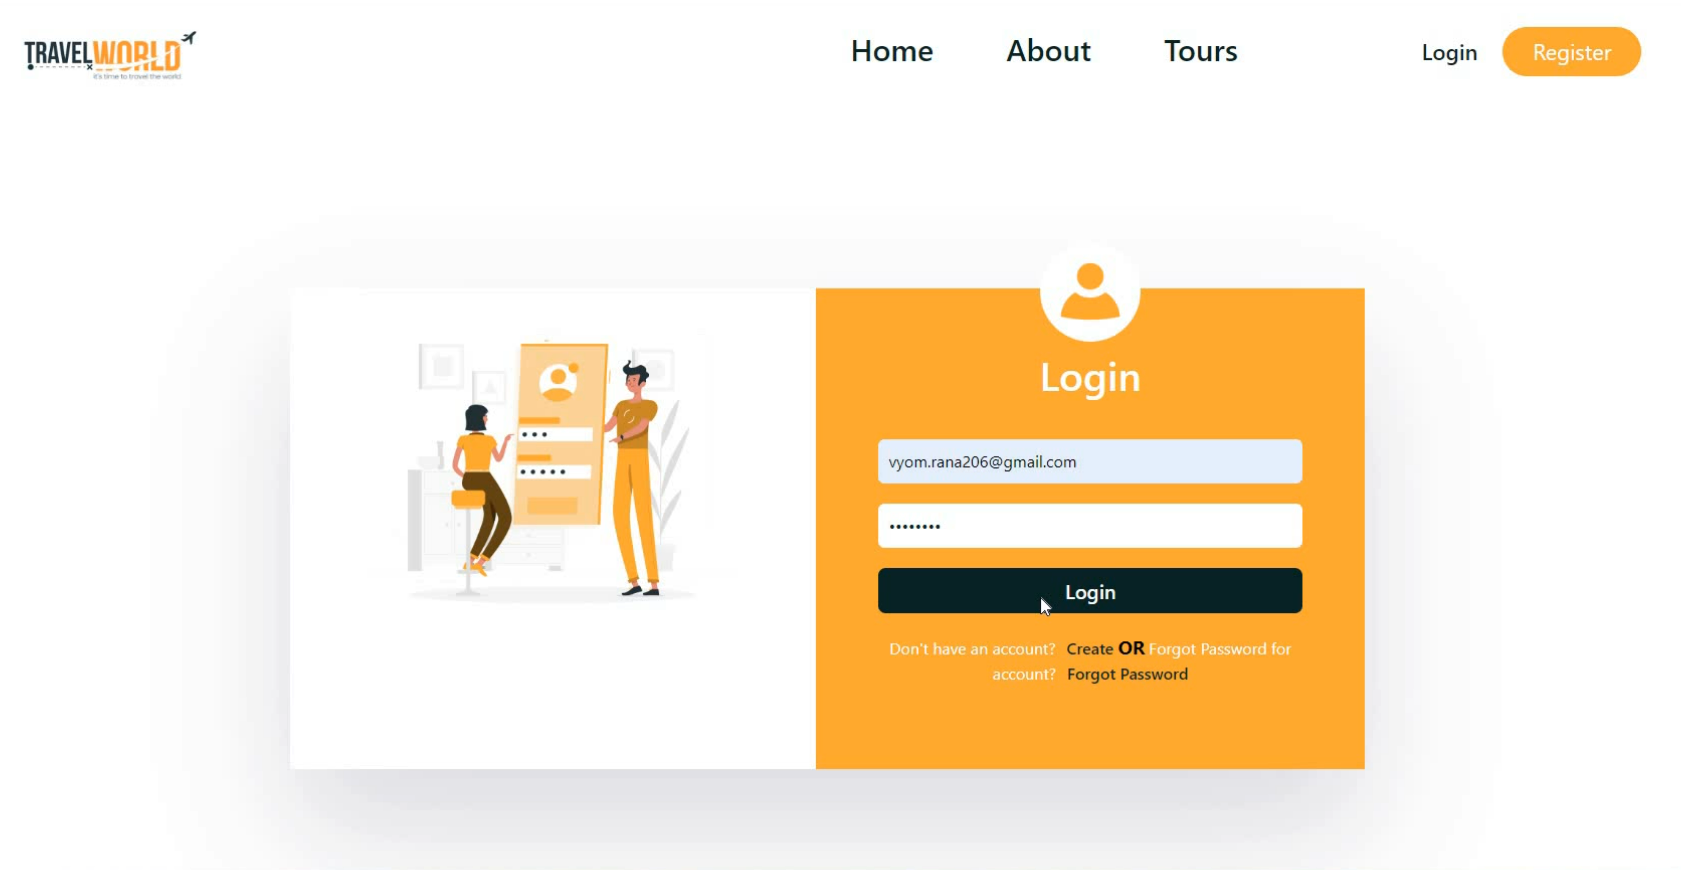 TRAVELWORLD
It's time to travel the world
Home About Tours Login Register
Login
vyom.rana206@gmail.com
••••••••
Login
Don't have an account? Create OR Forgot Password for
account? Forgot Password